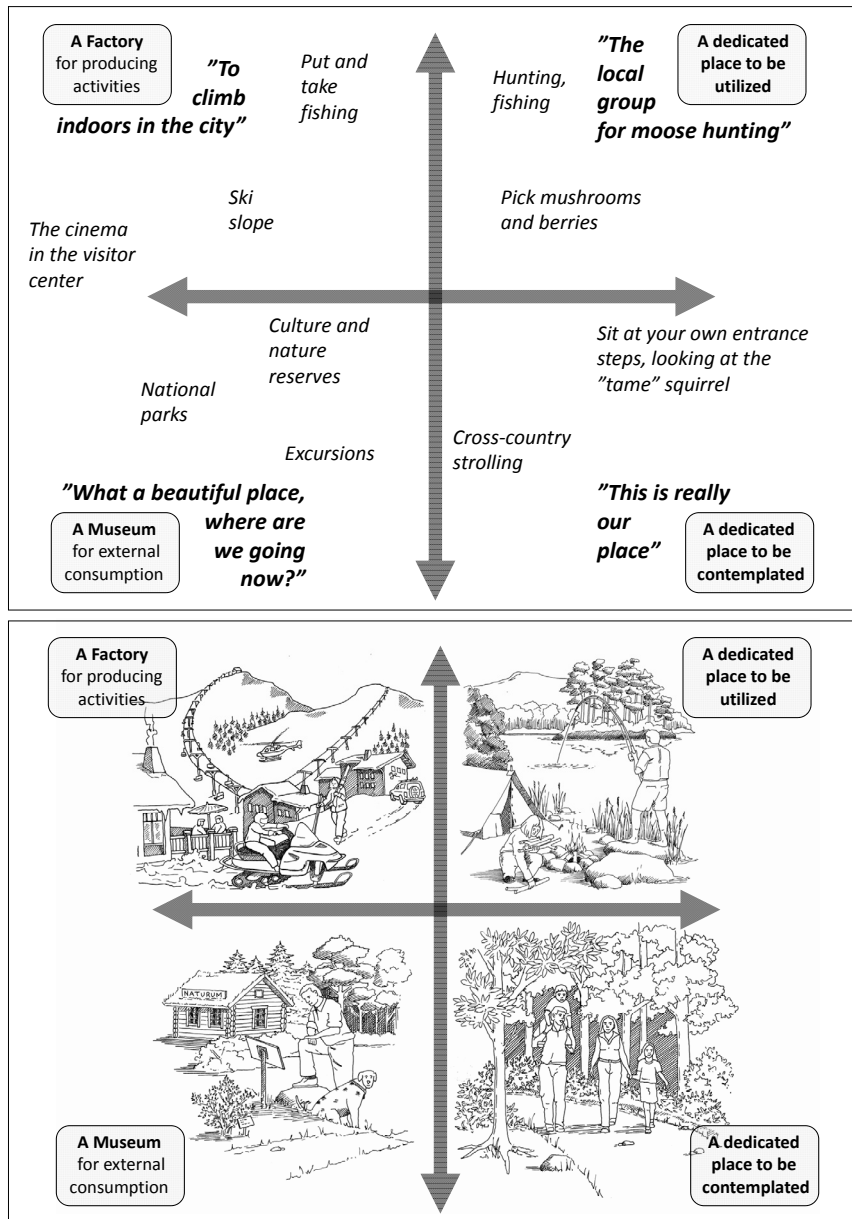 A Factory
for producing
activities
”To
climb
indoors in the city”
Put and
take
fishing
Hunting,
fishing
”The
local
group
for moose hunting”
A dedicated
place to be
utilized
Ski
slope
Pick mushrooms
and berries
The cinema
in the visitor
center
Culture and
nature
reserves
Sit at your own entrance
steps, looking at the
”tame” squirrel
National
parks
Excursions
Cross-country
strolling
”What a beautiful place,
where are
we going
now?”
A Museum
for external
consumption
”This is really
our
place”
A dedicated
place to be
contemplated
A Factory
for producing
activities
A dedicated
place to be
utilized
NATURUM
A Museum
for external
consumption
A dedicated
place to be
contemplated